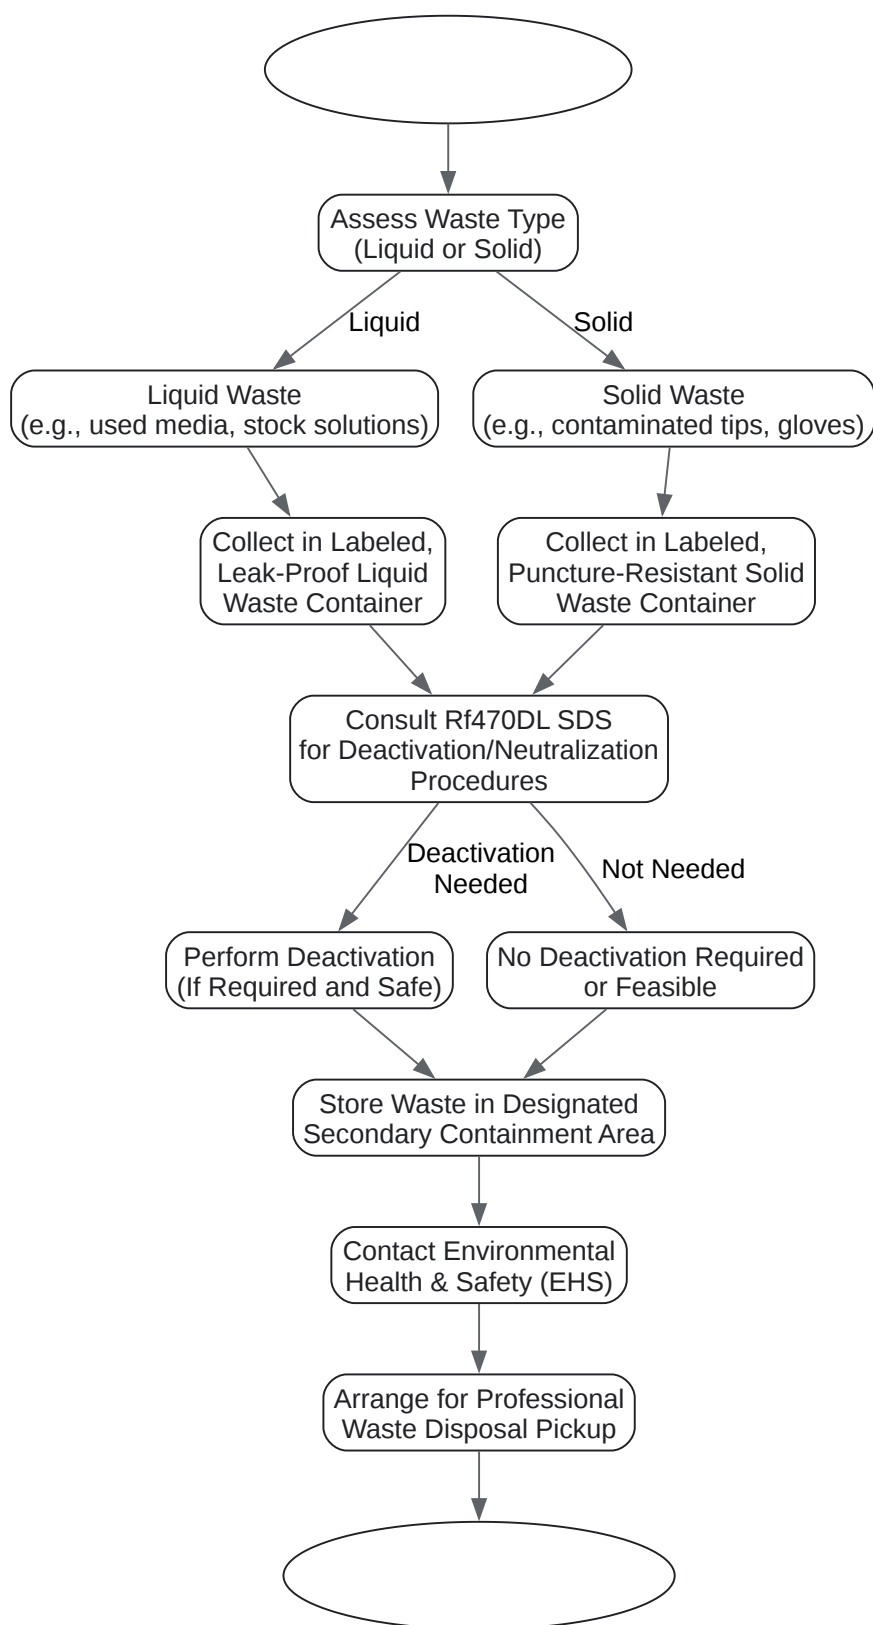 Assess Waste Type
(Liquid or Solid)
Liquid
Solid
Liquid Waste
(e.g., used media, stock solutions)
Solid Waste
(e.g., contaminated tips, gloves)
Collect in Labeled,
Leak-Proof Liquid
Waste Container
Collect in Labeled,
Puncture-Resistant Solid
Waste Container
Consult Rf470DL SDS
for Deactivation/Neutralization
Procedures
Deactivation
Needed
Not Needed
Perform Deactivation
(If Required and Safe)
No Deactivation Required
or Feasible
Store Waste in Designated
Secondary Containment Area
Contact Environmental
Health & Safety (EHS)
Arrange for Professional
Waste Disposal Pickup